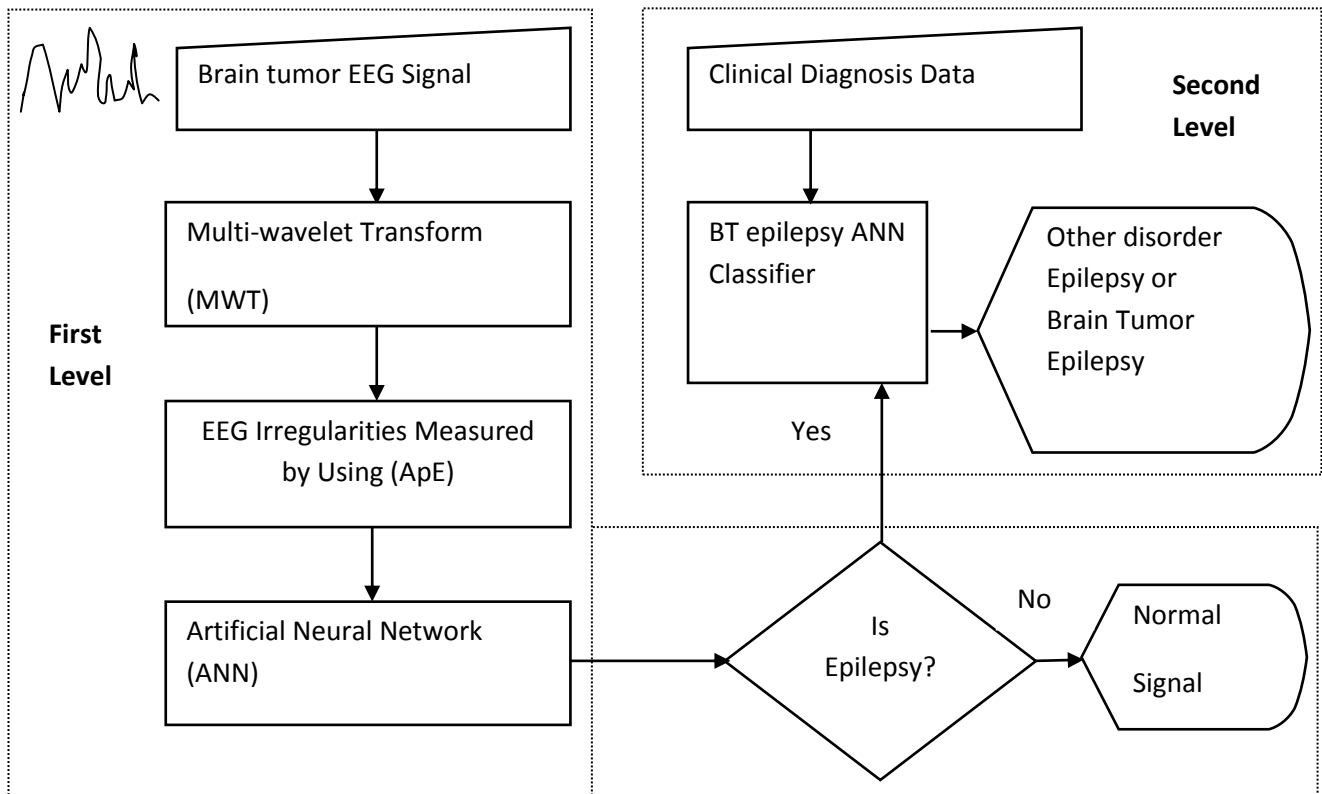 Brain tumor EEG Signal
Multi-wavelet Transform
(MWT)
First
Level
EEG Irregularities Measured
by Using (ApE)
Artificial Neural Network
(ANN)
Clinical Diagnosis Data
Second
Level
BT epilepsy ANN
Classifier
Other disorder
Epilepsy or
Brain Tumor
Epilepsy
Yes
Is
Epilepsy?
No
Normal
Signal